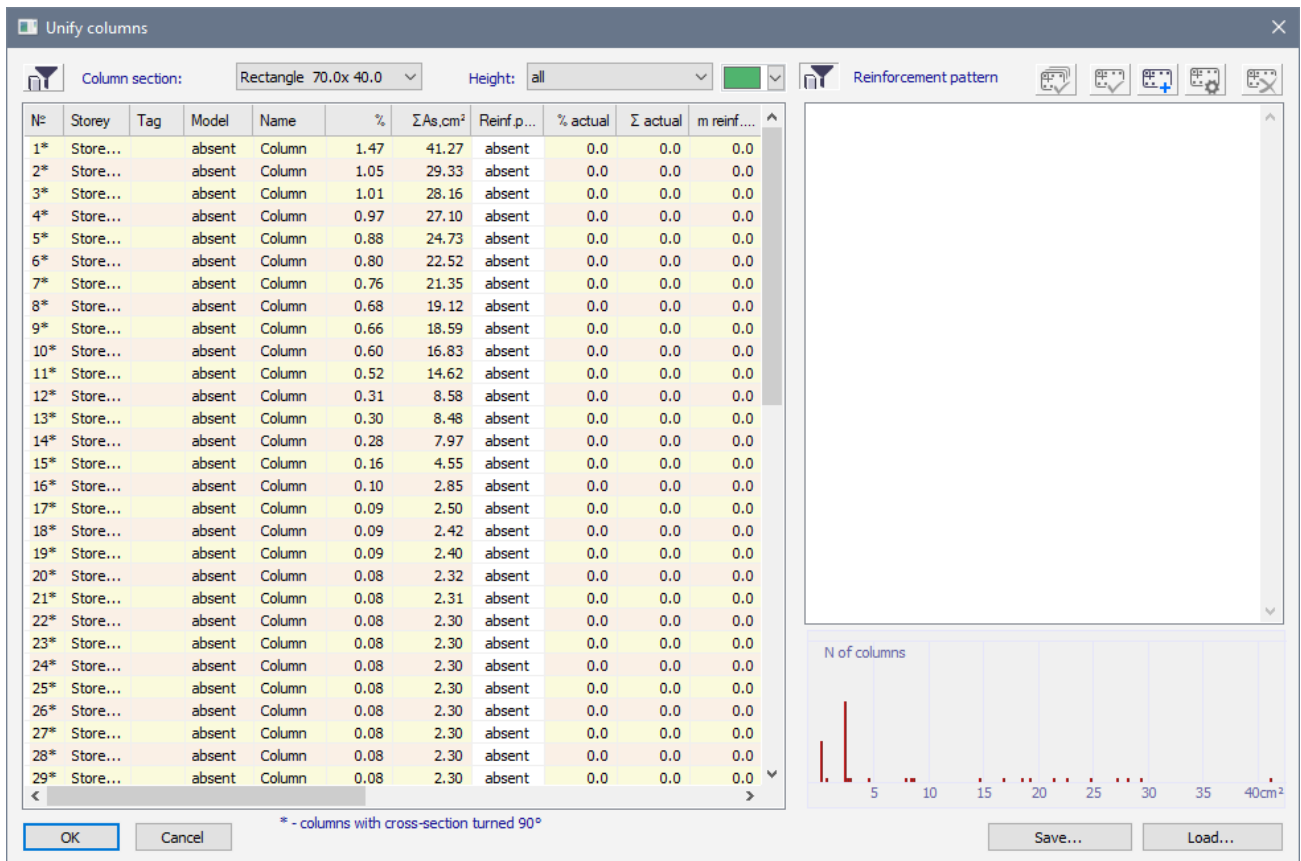 Unify columns
Column section: Rectangle 70.0x 40.0 Height: all Reinforcement pattern
№ Storey Tag Model Name % ΣAs,cm² Reinf.p... % actual Σ actual m reinf....
1* Store... absent Column 1.47 41.27 absent 0.0 0.0 0.0
2* Store... absent Column 1.05 29.33 absent 0.0 0.0 0.0
3* Store... absent Column 1.01 28.16 absent 0.0 0.0 0.0
4* Store... absent Column 0.97 27.10 absent 0.0 0.0 0.0
5* Store... absent Column 0.88 24.73 absent 0.0 0.0 0.0
6* Store... absent Column 0.80 22.52 absent 0.0 0.0 0.0
7* Store... absent Column 0.76 21.35 absent 0.0 0.0 0.0
8* Store... absent Column 0.68 19.12 absent 0.0 0.0 0.0
9* Store... absent Column 0.66 18.59 absent 0.0 0.0 0.0
10* Store... absent Column 0.60 16.83 absent 0.0 0.0 0.0
11* Store... absent Column 0.52 14.62 absent 0.0 0.0 0.0
12* Store... absent Column 0.31 8.58 absent 0.0 0.0 0.0
13* Store... absent Column 0.30 8.48 absent 0.0 0.0 0.0
14* Store... absent Column 0.28 7.97 absent 0.0 0.0 0.0
15* Store... absent Column 0.16 4.55 absent 0.0 0.0 0.0
16* Store... absent Column 0.10 2.85 absent 0.0 0.0 0.0
17* Store... absent Column 0.09 2.50 absent 0.0 0.0 0.0
18* Store... absent Column 0.09 2.42 absent 0.0 0.0 0.0
19* Store... absent Column 0.09 2.40 absent 0.0 0.0 0.0
20* Store... absent Column 0.08 2.32 absent 0.0 0.0 0.0
21* Store... absent Column 0.08 2.31 absent 0.0 0.0 0.0
22* Store... absent Column 0.08 2.30 absent 0.0 0.0 0.0
23* Store... absent Column 0.08 2.30 absent 0.0 0.0 0.0
24* Store... absent Column 0.08 2.30 absent 0.0 0.0 0.0
25* Store... absent Column 0.08 2.30 absent 0.0 0.0 0.0
26* Store... absent Column 0.08 2.30 absent 0.0 0.0 0.0
27* Store... absent Column 0.08 2.30 absent 0.0 0.0 0.0
28* Store... absent Column 0.08 2.30 absent 0.0 0.0 0.0
29* Store... absent Column 0.08 2.30 absent 0.0 0.0 0.0
N of columns
5 10 15 20 25 30 35 40cm²
* - columns with cross-section turned 90°
OK Cancel Save... Load...